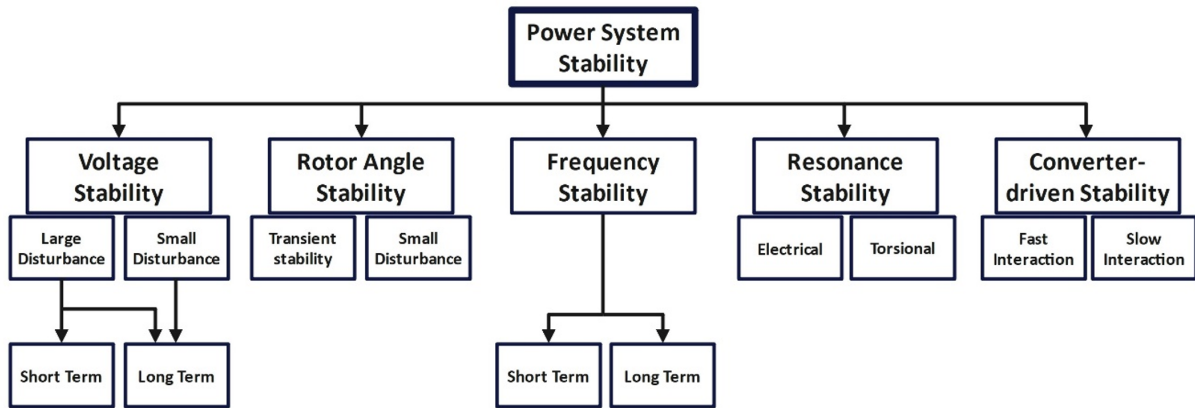 Power System
Stability
Voltage
Stability
Rotor Angle
Stability
Frequency
Stability
Resonance
Stability
Converter-
driven Stability
Large
Disturbance
Small
Disturbance
Transient
stability
Small
Disturbance
Electrical
Torsional
Fast
Interaction
Slow
Interaction
Short Term
Long Term
Short Term
Long Term